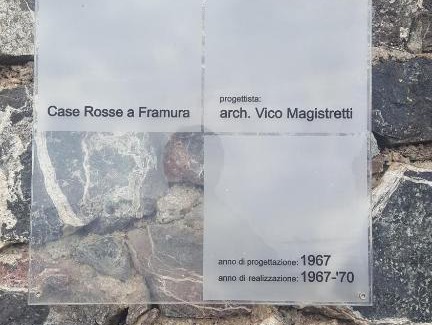 Case Rosse a Framura
progettista:
arch. Vico Magistretti
anno di progettazione: 1967
anno di realizzazione: 1967-'70